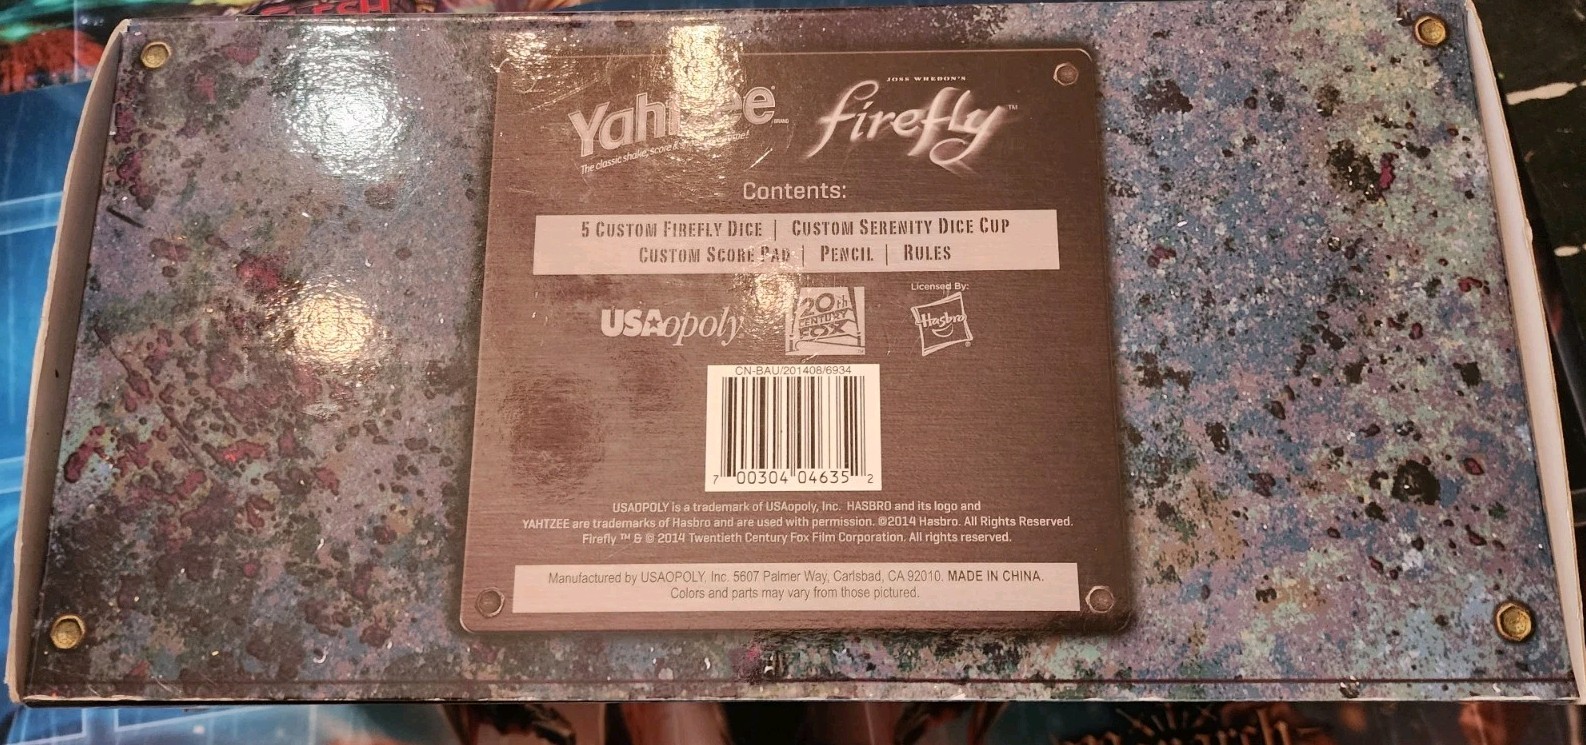 JOSS WHEDON'S
Yahtzee® BRAND firefly™
The classic shake, score &
Contents:
5 CUSTOM FIREFLY DICE | CUSTOM SERENITY DICE CUP
CUSTOM SCORE PAD | PENCIL | RULES
Licensed By:
USAopoly 20th CENTURY FOX Hasbro®
CN-BAU/201408/6934
7 00304 04635 2
USAOPOLY is a trademark of USAopoly, Inc. HASBRO and its logo and
YAHTZEE are trademarks of Hasbro and are used with permission. ©2014 Hasbro. All Rights Reserved.
Firefly ™ & © 2014 Twentieth Century Fox Film Corporation. All rights reserved.
Manufactured by USAOPOLY, Inc. 5607 Palmer Way, Carlsbad, CA 92010. MADE IN CHINA.
Colors and parts may vary from those pictured.